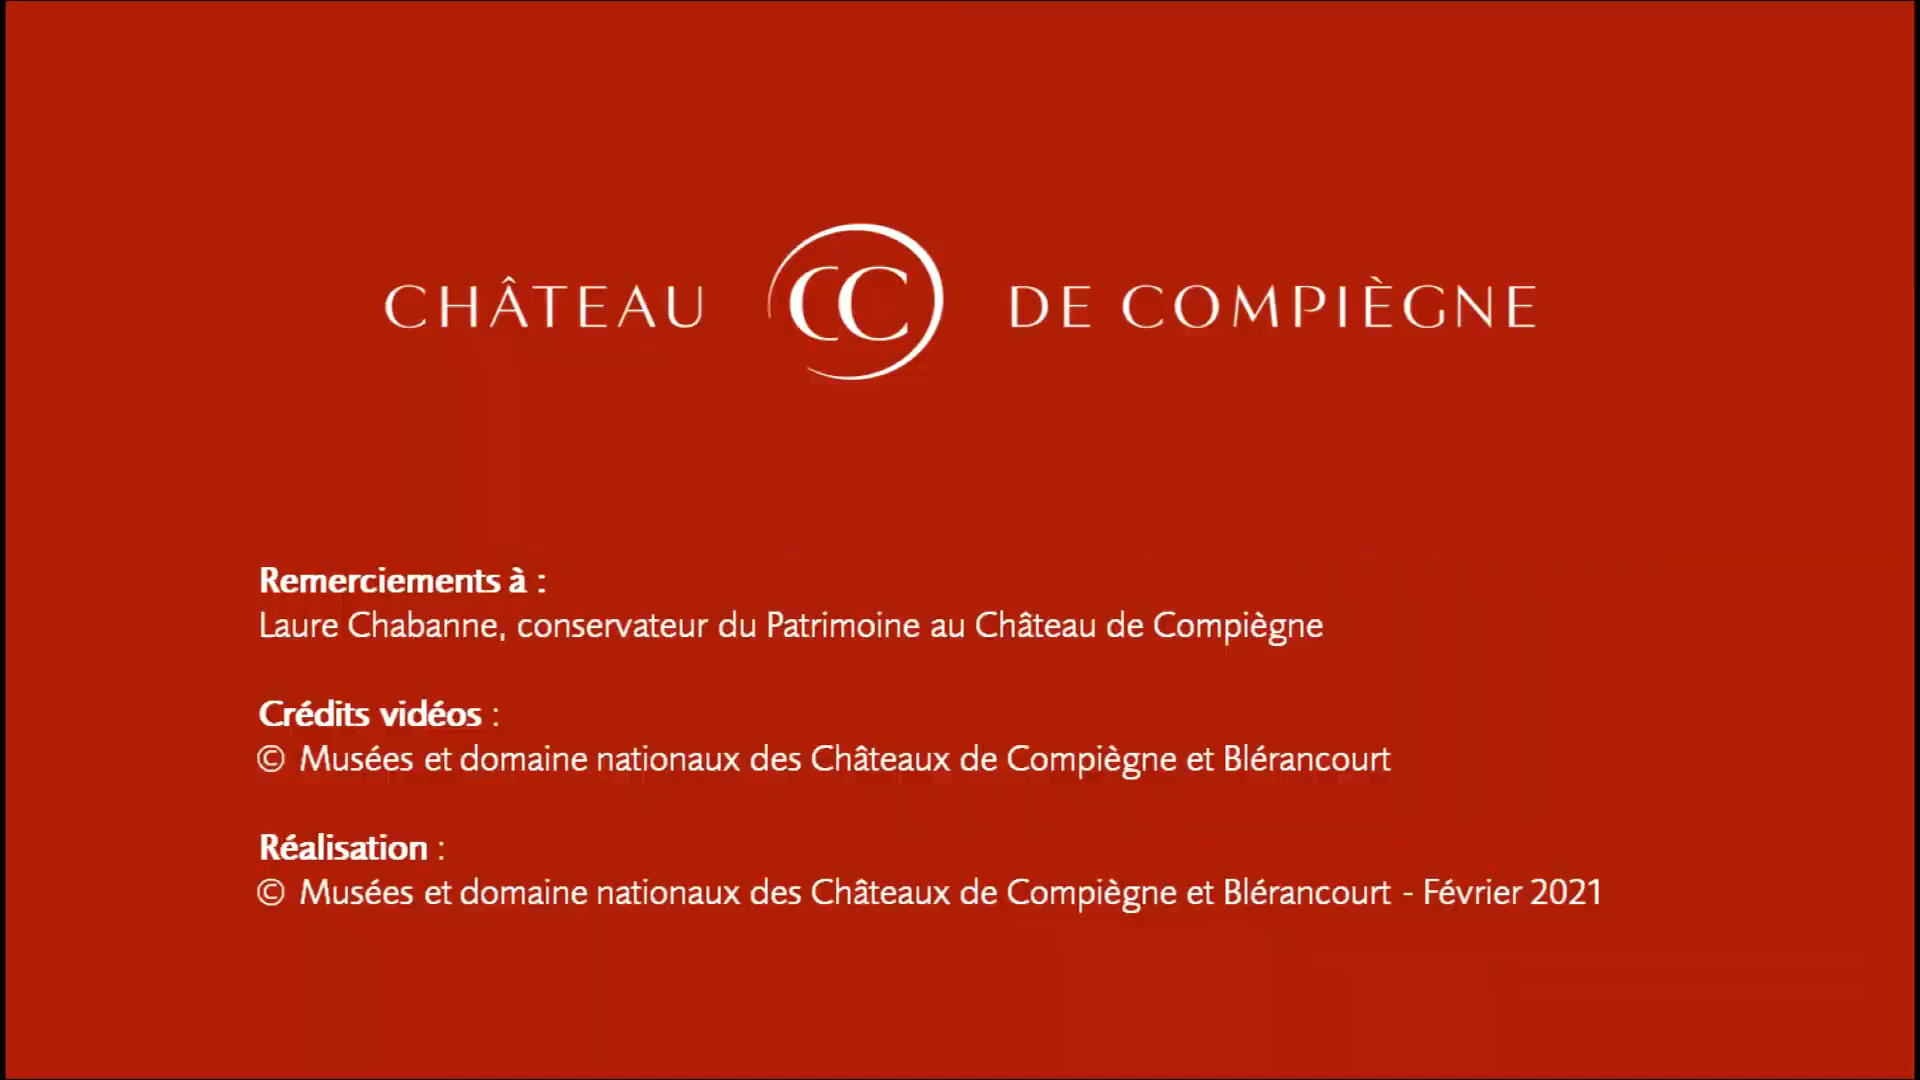 CHÂTEAU CC DE COMPIÈGNE
Remerciements à :
Laure Chabanne, conservateur du Patrimoine au Château de Compiègne
Crédits vidéos :
© Musées et domaine nationaux des Châteaux de Compiègne et Blérancourt
Réalisation :
© Musées et domaine nationaux des Châteaux de Compiègne et Blérancourt - Février 2021